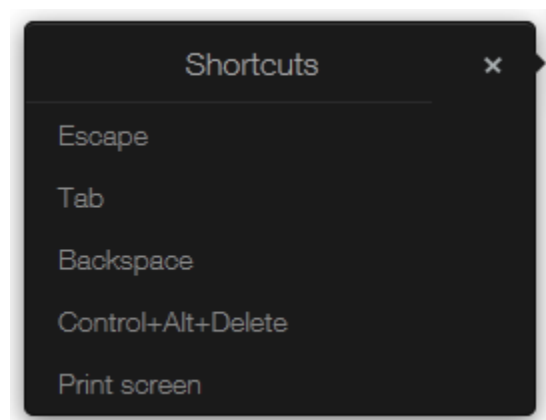 Shortcuts ×
Escape
Tab
Backspace
Control+Alt+Delete
Print screen